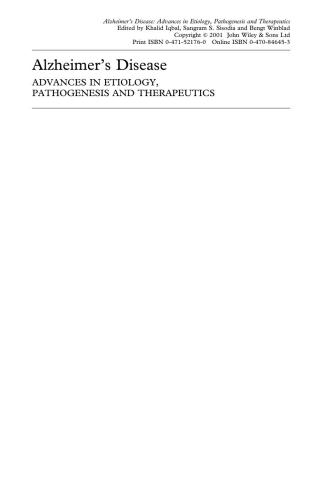 Alzheimer's Disease: Advances in Etiology, Pathogenesis and Therapeutics
Edited by Khalid Iqbal, Sangram S. Sisodia and Bengt Winblad
Copyright © 2001 John Wiley & Sons Ltd
Print ISBN 0-471-52176-0 Online ISBN 0-470-84645-3
Alzheimer's Disease
ADVANCES IN ETIOLOGY,
PATHOGENESIS AND THERAPEUTICS